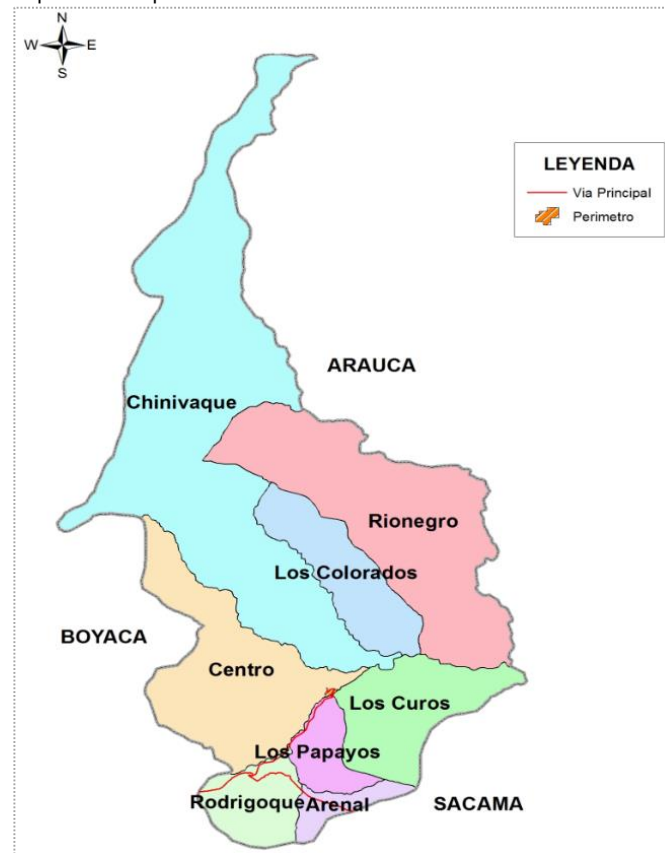 N
W E
S
LEYENDA
Via Principal
Perimetro
ARAUCA
Chinivaque
Rionegro
Los Colorados
BOYACA
Centro
Los Curos
Los Papayos
Rodrigoque
Arenal
SACAMA